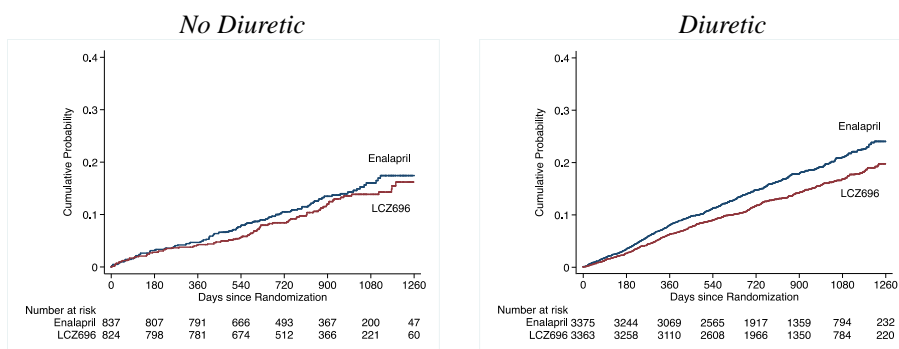 No Diuretic
0.4
0.3
0.2
0.1
0
Cumulative Probability
Enalapril
LCZ696
0 180 360 540 720 900 1080 1260
Days since Randomization
Number at risk
Enalapril 837 807 791 666 493 367 200 47
LCZ696 824 798 781 674 512 366 221 60
Diuretic
0.4
0.3
0.2
0.1
0
Cumulative Probability
Enalapril
LCZ696
0 180 360 540 720 900 1080 1260
Days since Randomization
Number at risk
Enalapril 3375 3244 3069 2565 1917 1359 794 232
LCZ696 3363 3258 3110 2608 1966 1350 784 220